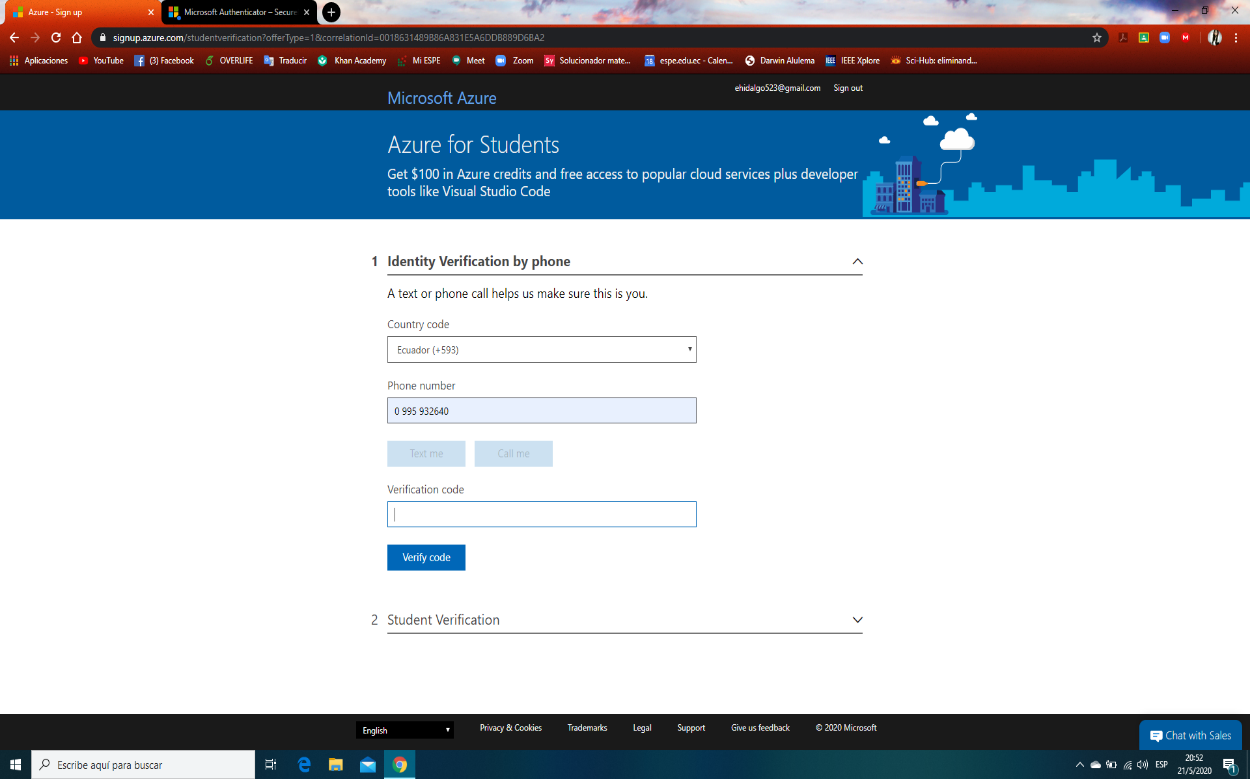 Azure - Sign up
Microsoft Authenticator – Secure
signup.azure.com/studentverification?offerType=1&correlationId=0018631489B86A831E5A6DDB889D6BA2
Aplicaciones YouTube (3) Facebook OVERLIFE Traducir Khan Academy Mi ESPE Meet Zoom Sy Solucionador mate... espe.edu.ec - Calen... Darwin Alulema IEEE Xplore Sci-Hub: eliminand...
Microsoft Azure
ehidalgo523@gmail.com Sign out
Azure for Students
Get $100 in Azure credits and free access to popular cloud services plus developer
tools like Visual Studio Code
1 Identity Verification by phone
A text or phone call helps us make sure this is you.
Country code
Ecuador (+593)
Phone number
0 995 932640
Text me Call me
Verification code
Verify code
2 Student Verification
English Privacy & Cookies Trademarks Legal Support Give us feedback © 2020 Microsoft
Chat with Sales
Escribe aquí para buscar
ESP
20:52
21/5/2020
1